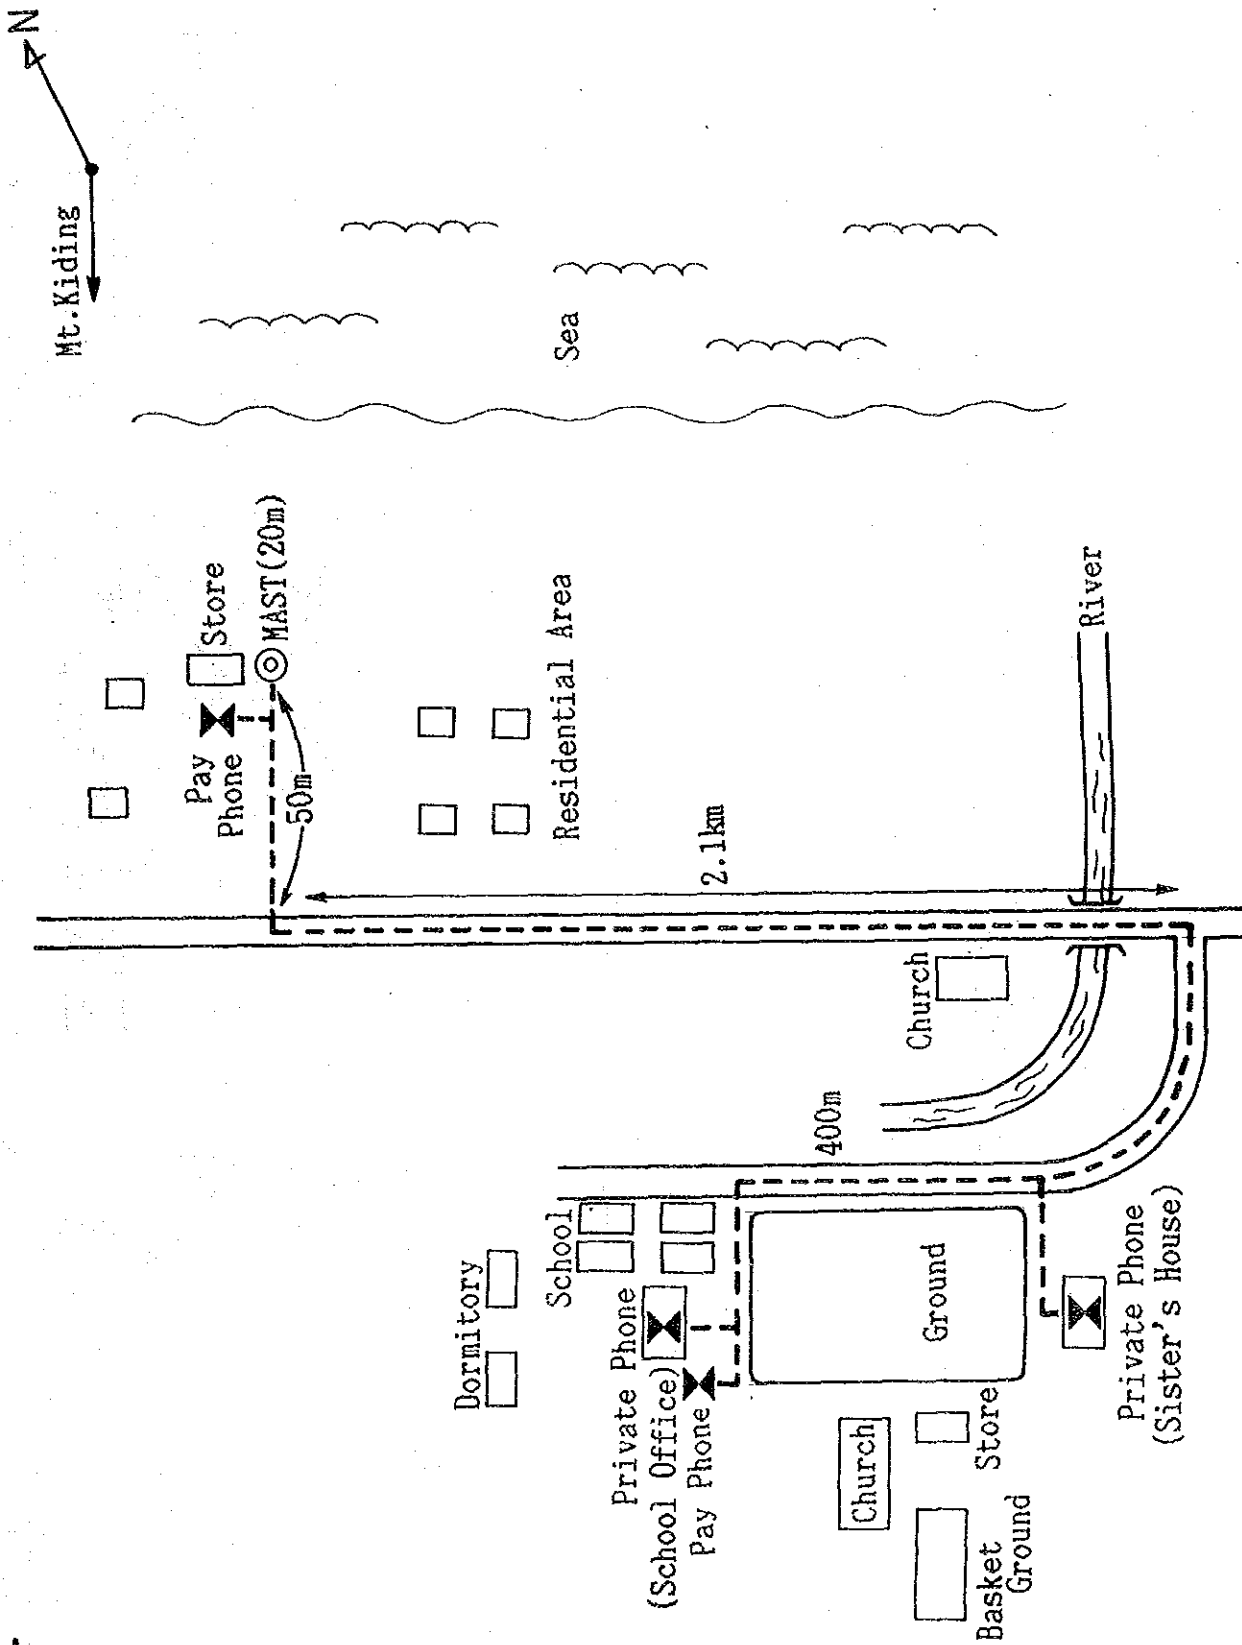 N
Mt.Kiding
Sea
Pay
Phone
Store
MAST(20m)
50m
Residential Area
2.1km
River
Church
400m
Dormitory
School
Private Phone
(School Office)
Pay Phone
Ground
Church
Store
Basket
Ground
Private Phone
(Sister's House)